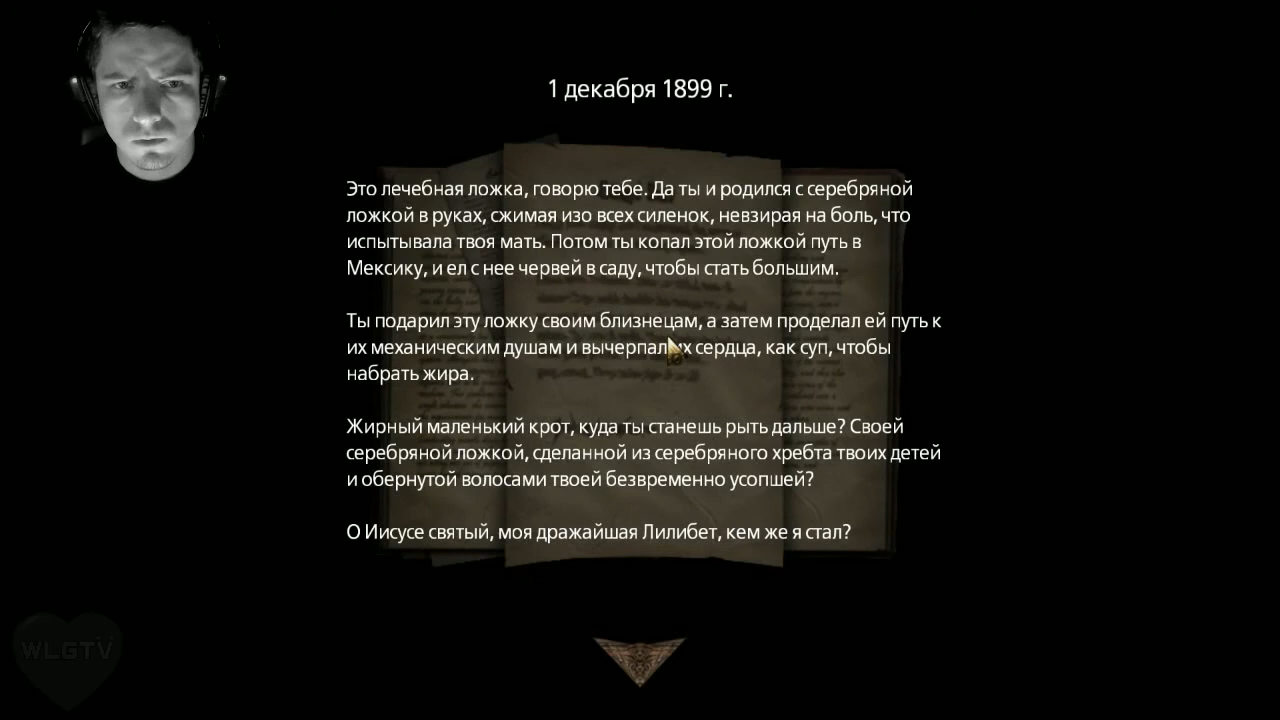 1 декабря 1899 г.
Это лечебная ложка, говорю тебе. Да ты и родился с серебряной
ложкой в руках, сжимая изо всех силенок, невзирая на боль, что
испытывала твоя мать. Потом ты копал этой ложкой путь в
Мексику, и ел с нее червей в саду, чтобы стать большим.
Ты подарил эту ложку своим близнецам, а затем проделал ей путь к
их механическим душам и вычерпал их сердца, как суп, чтобы
набрать жира.
Жирный маленький крот, куда ты станешь рыть дальше? Своей
серебряной ложкой, сделанной из серебряного хребта твоих детей
и обернутой волосами твоей безвременно усопшей?
О Иисусе святый, моя дражайшая Лилибет, кем же я стал?
WLGTV